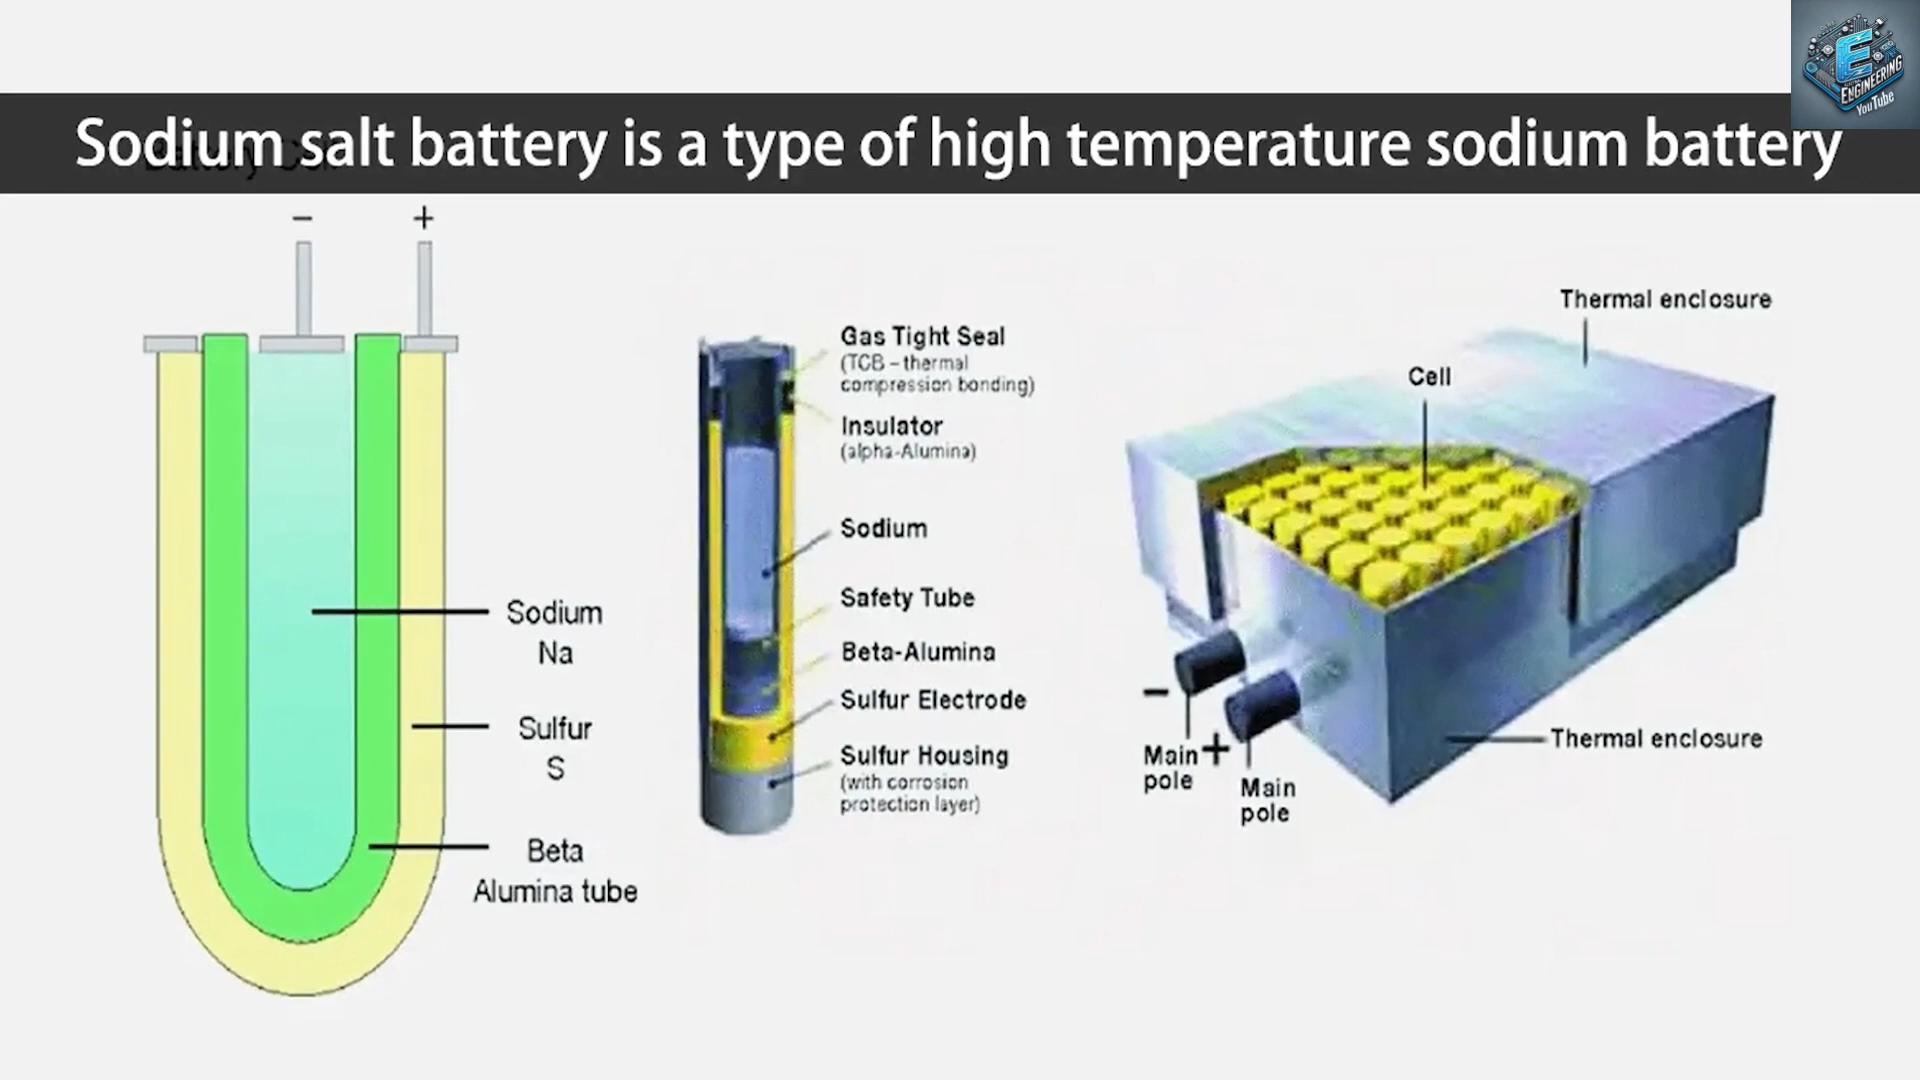 E
ENGINEERING
YouTube
Sodium salt battery is a type of high temperature sodium battery
Battery Cell
−
+
Sodium
Na
Sulfur
S
Beta
Alumina tube
Gas Tight Seal
(TCB – thermal
compression bonding)
Insulator
(alpha-Alumina)
Sodium
Safety Tube
Beta-Alumina
Sulfur Electrode
Sulfur Housing
(with corrosion
protection layer)
Thermal enclosure
Cell
−
Main
pole
+
Main
pole
Thermal enclosure